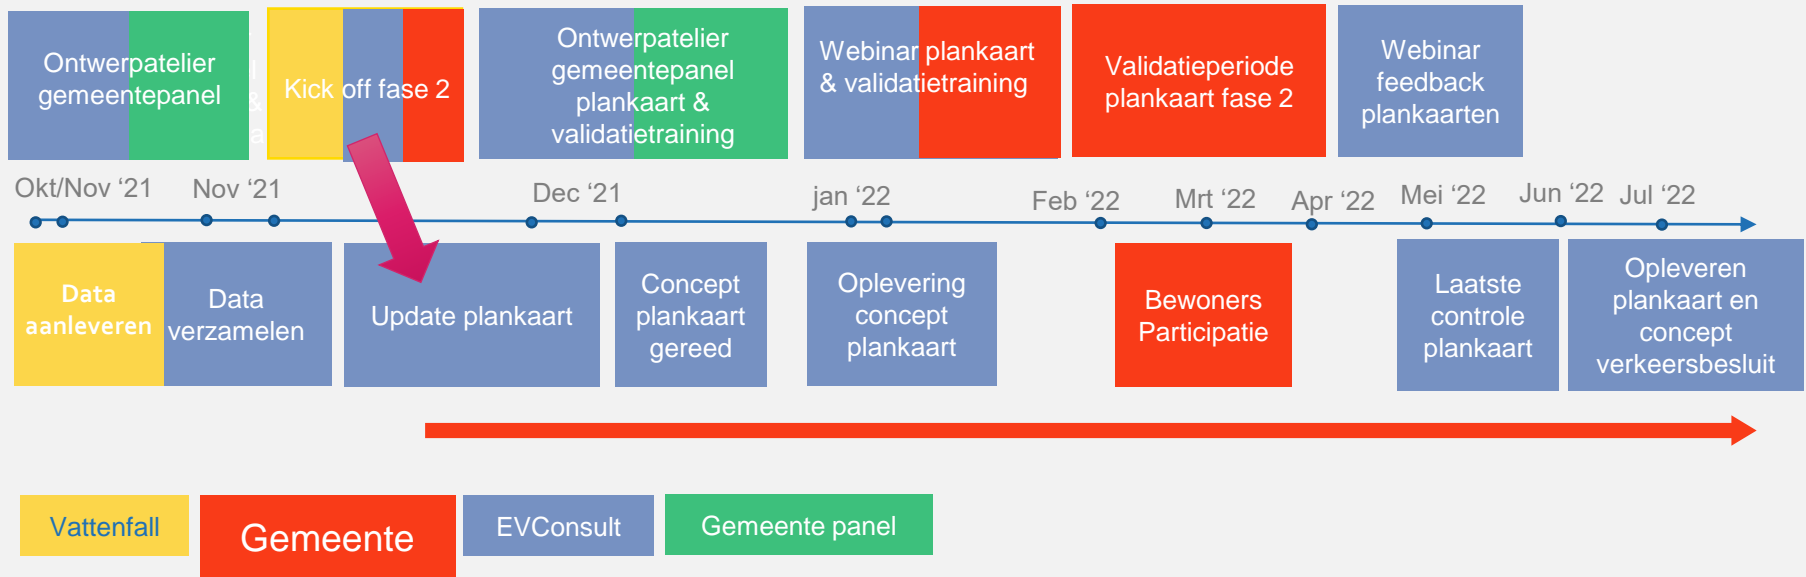 Ontwerpatelier
gemeentepanel
l
&
a
Kick off fase 2
Ontwerpatelier
gemeentepanel
plankaart &
validatietraining
Webinar plankaart
& validatietraining
Validatieperiode
plankaart fase 2
Webinar
feedback
plankaarten
Okt/Nov ‘21
Nov ‘21
Dec ‘21
jan ‘22
Feb ‘22
Mrt ‘22
Apr ‘22
Mei ‘22
Jun ‘22
Jul ‘22
Data
aanleveren
Data
verzamelen
Update plankaart
Concept
plankaart
gereed
Oplevering
concept
plankaart
Bewoners
Participatie
Laatste
controle
plankaart
Opleveren
plankaart en
concept
verkeersbesluit
Vattenfall
Gemeente
EVConsult
Gemeente panel